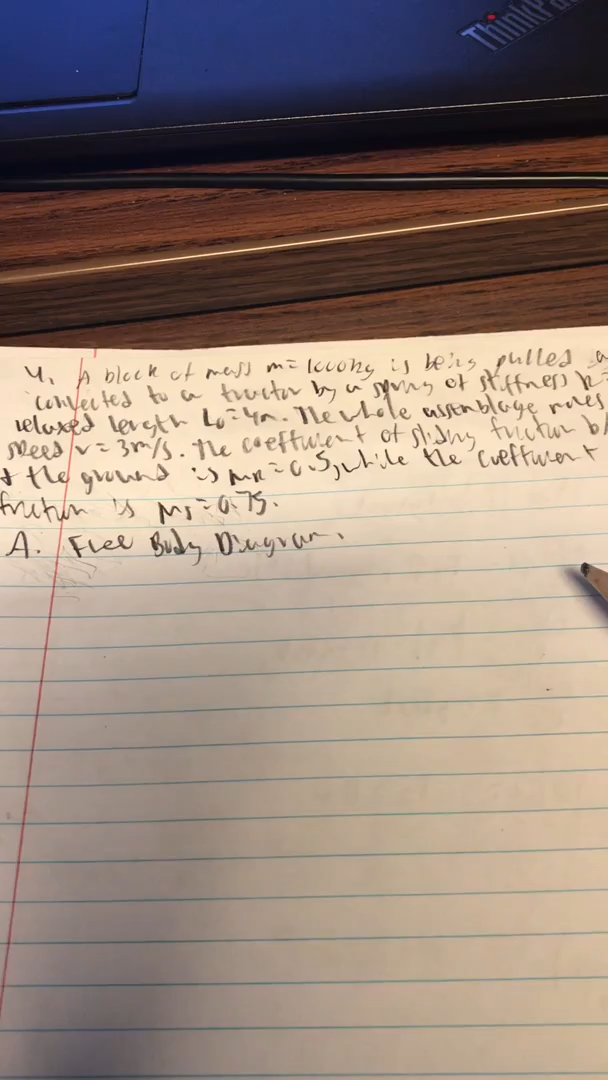 ThinkPa
4. A block of mass m = 1000kg is being pulled a
connected to a tractor by a spring of stiffness k =
relaxed length L₀ = 4m. The whole assemblage moves
speed v = 3m/s. The coefficient of sliding friction b/
the ground is μk = 0.5, while the coefficient
friction is μs = 0.75.
A. Free Body Diagram.